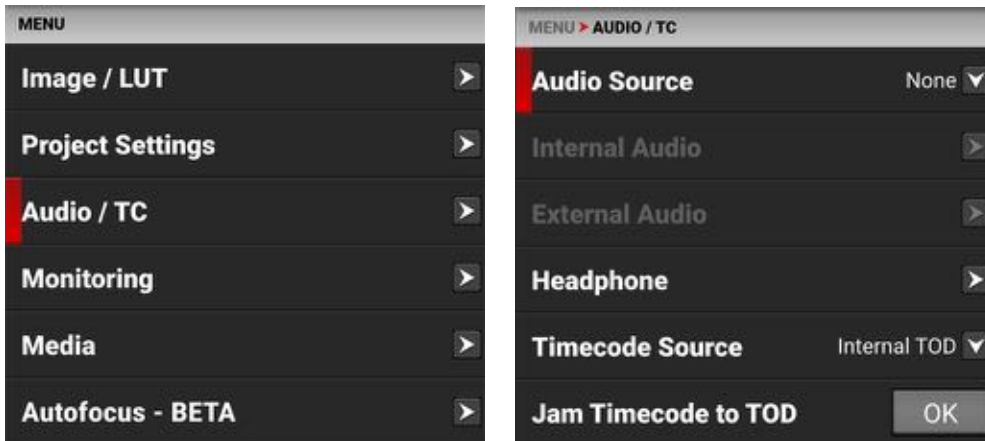 MENU
Image / LUT
Project Settings
Audio / TC
Monitoring
Media
Autofocus - BETA
MENU > AUDIO / TC
Audio Source None
Internal Audio
External Audio
Headphone
Timecode Source Internal TOD
Jam Timecode to TOD OK